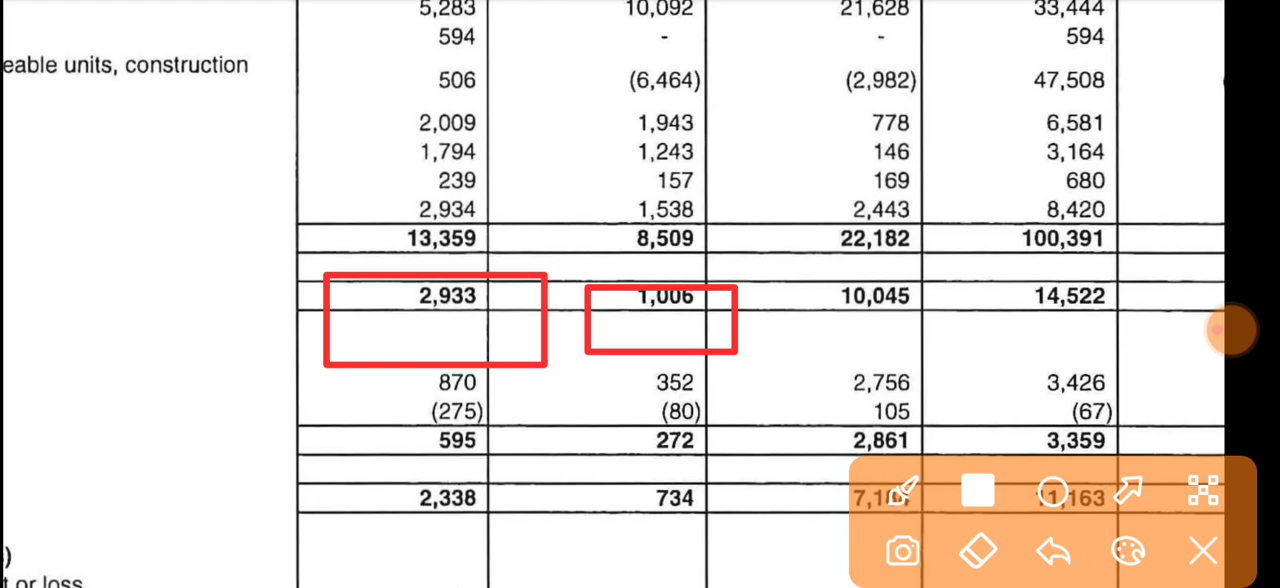 5,283 10,092 21,628 33,444
594 - - 594
eable units, construction
506 (6,464) (2,982) 47,508
2,009 1,943 778 6,581
1,794 1,243 146 3,164
239 157 169 680
2,934 1,538 2,443 8,420
13,359 8,509 22,182 100,391
2,933 1,006 10,045 14,522
870 352 2,756 3,426
(275) (80) 105 (67)
595 272 2,861 3,359
2,338 734 11,163
)
t or loss